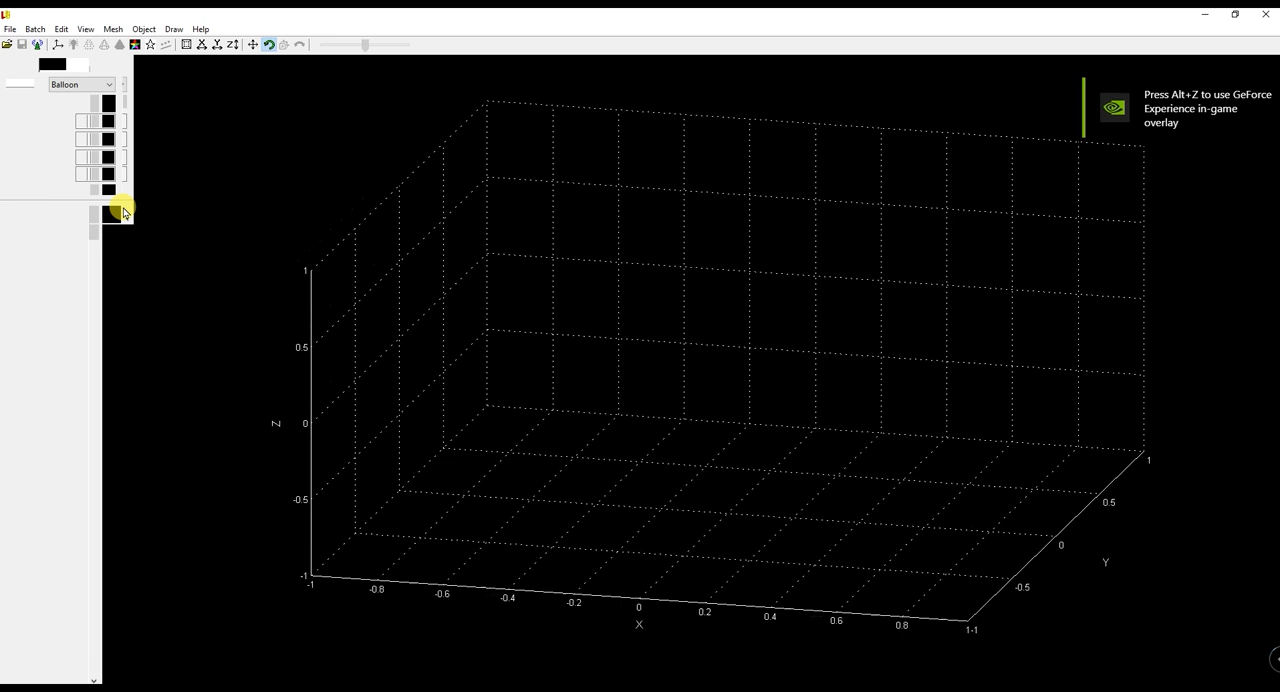 File Batch Edit View Mesh Object Draw Help
Z
Balloon
Press Alt+Z to use GeForce
Experience in-game
overlay
1
0.5
Z
0
-0.5
-1
1
0.5
0
Y
-0.5
-1
-0.8
-0.6
-0.4
-0.2
0
0.2
0.4
0.6
0.8
1-1
X